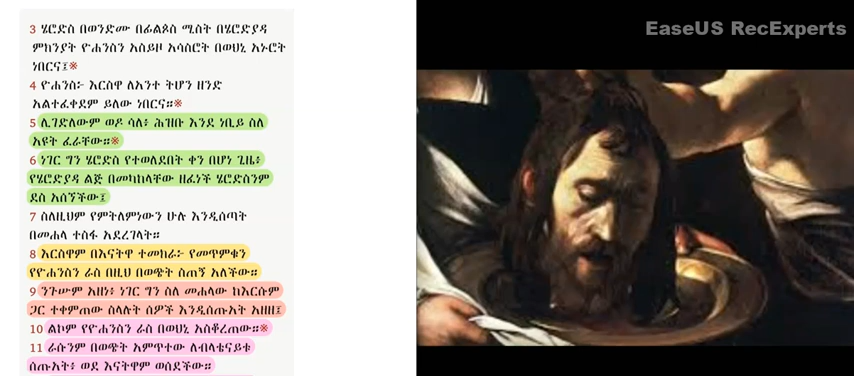 3 ሄሮድስ በወንድሙ በፊልጶስ ሚስት በሄሮድያዳ
ምክንያት ዮሐንስን አስይዞ አሳስሮት በወህኒ አኑሮት
ነበርና፤※
4 ዮሐንስ፦ እርስዋ ለአንተ ትሆን ዘንድ
አልተፈቀደም ይለው ነበርና።※
5 ሊገድለውም ወዶ ሳለ፥ ሕዝቡ እንደ ነቢይ ስለ
አዩት ፈራቸው።※
6 ነገር ግን ሄሮድስ የተወለደበት ቀን በሆነ ጊዜ፥
የሄሮድያዳ ልጅ በመካከላቸው ዘፈነች ሄሮድስንም
ደስ አሰኘችው፤
7 ስለዚህም የምትለምነውን ሁሉ እንዲሰጣት
በመሐላ ተስፋ አደረገላት።
8 እርስዋም በእናትዋ ተመክራ፦ የመጥምቁን
የዮሐንስን ራስ በዚህ በወጭት ስጠኝ አለችው።
9 ንጉሡም አዘነ፥ ነገር ግን ስለ መሐላው ከእርሱም
ጋር ተቀምጠው ስላሉት ሰዎች እንዲሰጡአት አዘዘ፤
10 ልኮም የዮሐንስን ራስ በወህኒ አስቆረጠው።※
11 ራሱንም በወጭት አምጥተው ለብላቴናይቱ
ሰጡአት፥ ወደ እናትዋም ወሰደችው።
EaseUS RecExperts